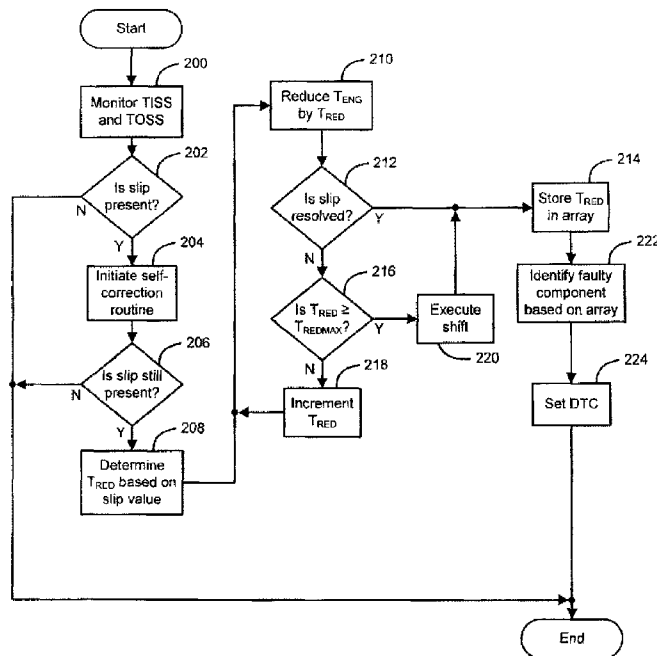 Start
200
Monitor TISS
and TOSS
202
Is slip
present?
N
Y
204
Initiate self-
correction
routine
206
Is slip still
present?
N
Y
208
Determine
TRED based on
slip value
210
Reduce TENG
by TRED
212
Is slip
resolved?
Y
N
216
Is TRED ≥
TREDMAX?
Y
N
218
Increment
TRED
Execute
shift
220
214
Store TRED
in array
222
Identify faulty
component
based on array
224
Set DTC
End